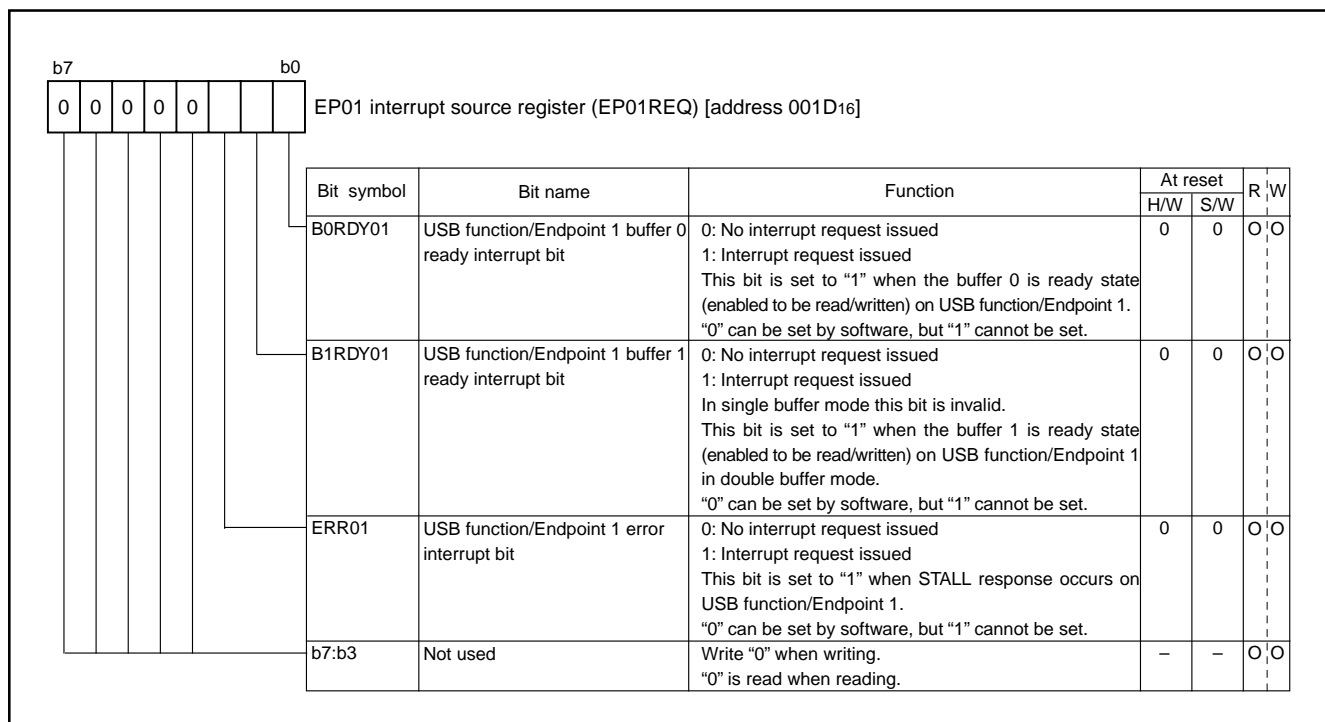 b7 b0
0 0 0 0 0 EP01 interrupt source register (EP01REQ) [address 001D16]
Bit symbol Bit name Function At reset R W
H/W S/W
B0RDY01 USB function/Endpoint 1 buffer 0 0: No interrupt request issued 0 0 O O
ready interrupt bit 1: Interrupt request issued
This bit is set to “1” when the buffer 0 is ready state
(enabled to be read/written) on USB function/Endpoint 1.
“0” can be set by software, but “1” cannot be set.
B1RDY01 USB function/Endpoint 1 buffer 1 0: No interrupt request issued 0 0 O O
ready interrupt bit 1: Interrupt request issued
In single buffer mode this bit is invalid.
This bit is set to “1” when the buffer 1 is ready state
(enabled to be read/written) on USB function/Endpoint 1
in double buffer mode.
“0” can be set by software, but “1” cannot be set.
ERR01 USB function/Endpoint 1 error 0: No interrupt request issued 0 0 O O
interrupt bit 1: Interrupt request issued
This bit is set to “1” when STALL response occurs on
USB function/Endpoint 1.
“0” can be set by software, but “1” cannot be set.
b7:b3 Not used Write “0” when writing. – – O O
“0” is read when reading.